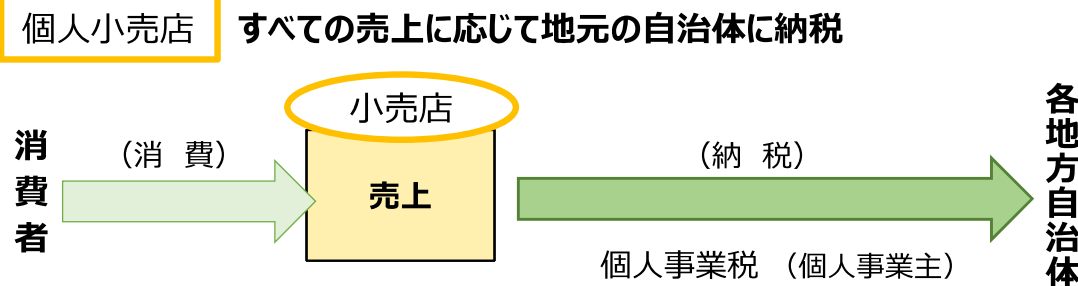 個人小売店
すべての売上に応じて地元の自治体に納税
小売店
消費者
（消　費）
売上
（納　税）
個人事業税　（個人事業主）
各地方自治体